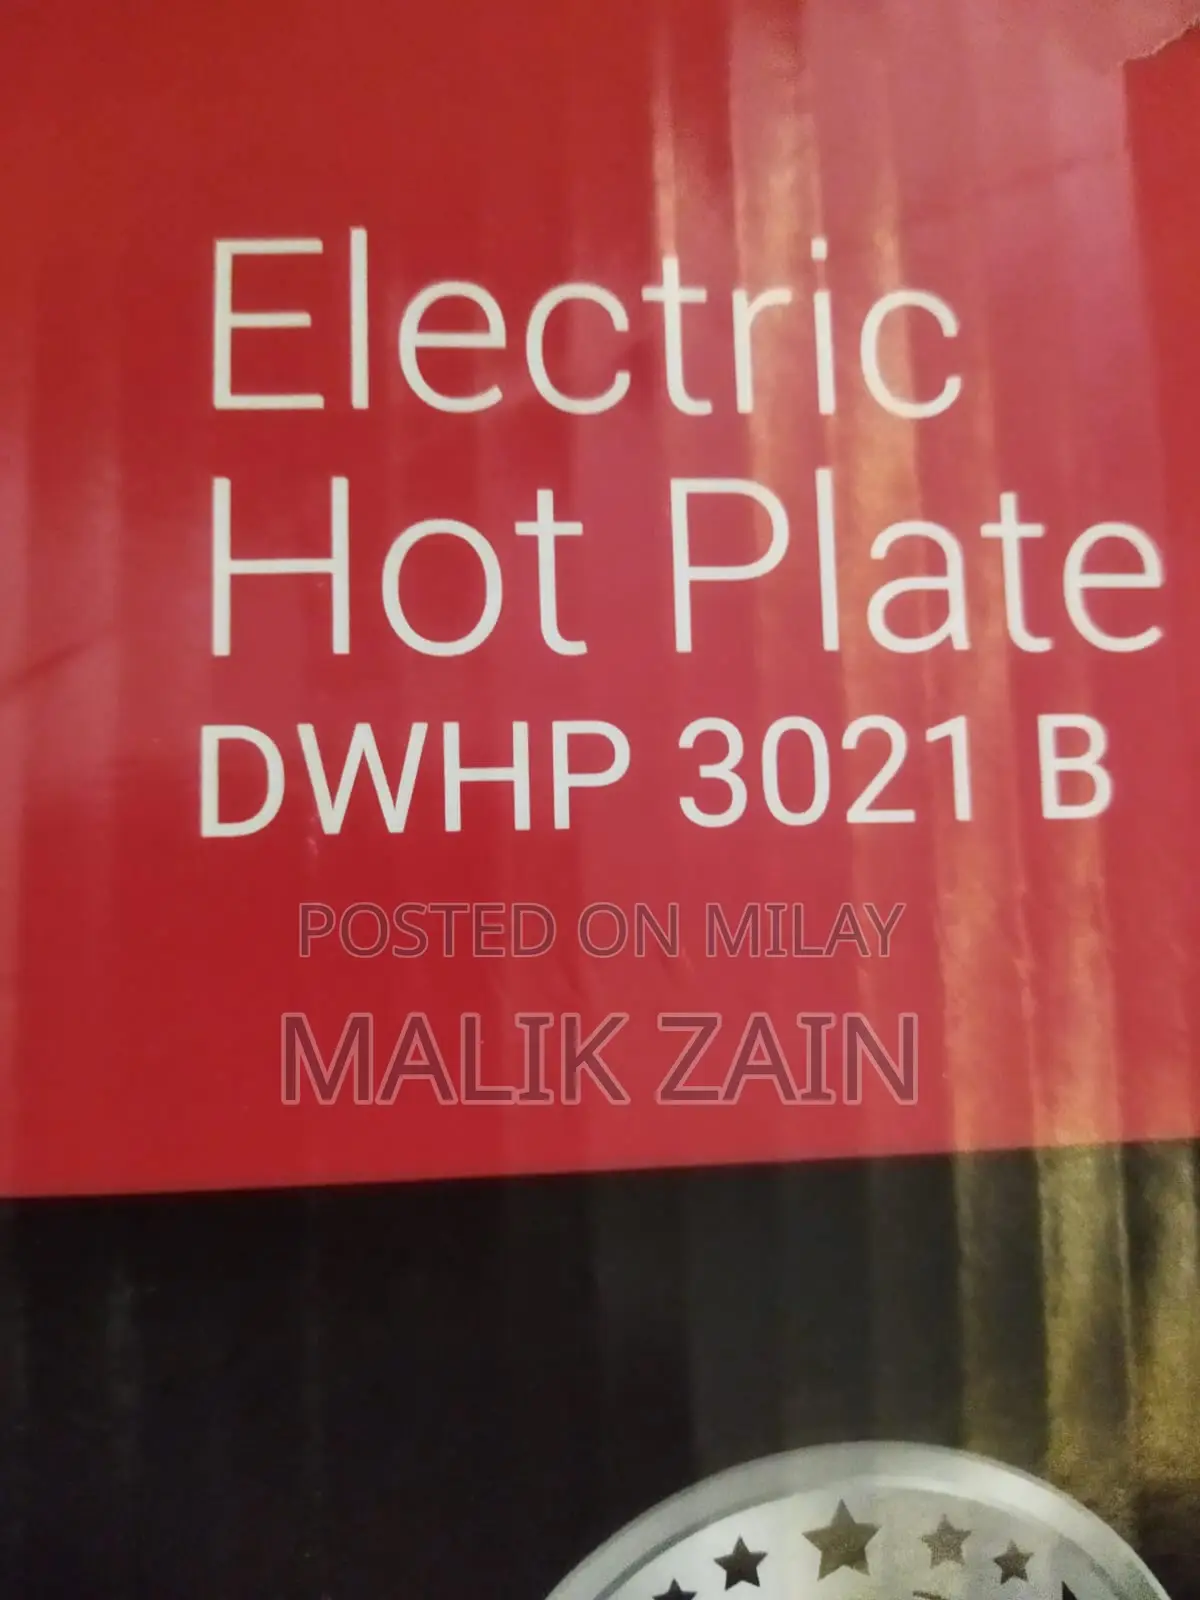 Electric
Hot Plate
DWHP 3021 B
POSTED ON MILAY
MALIK ZAIN